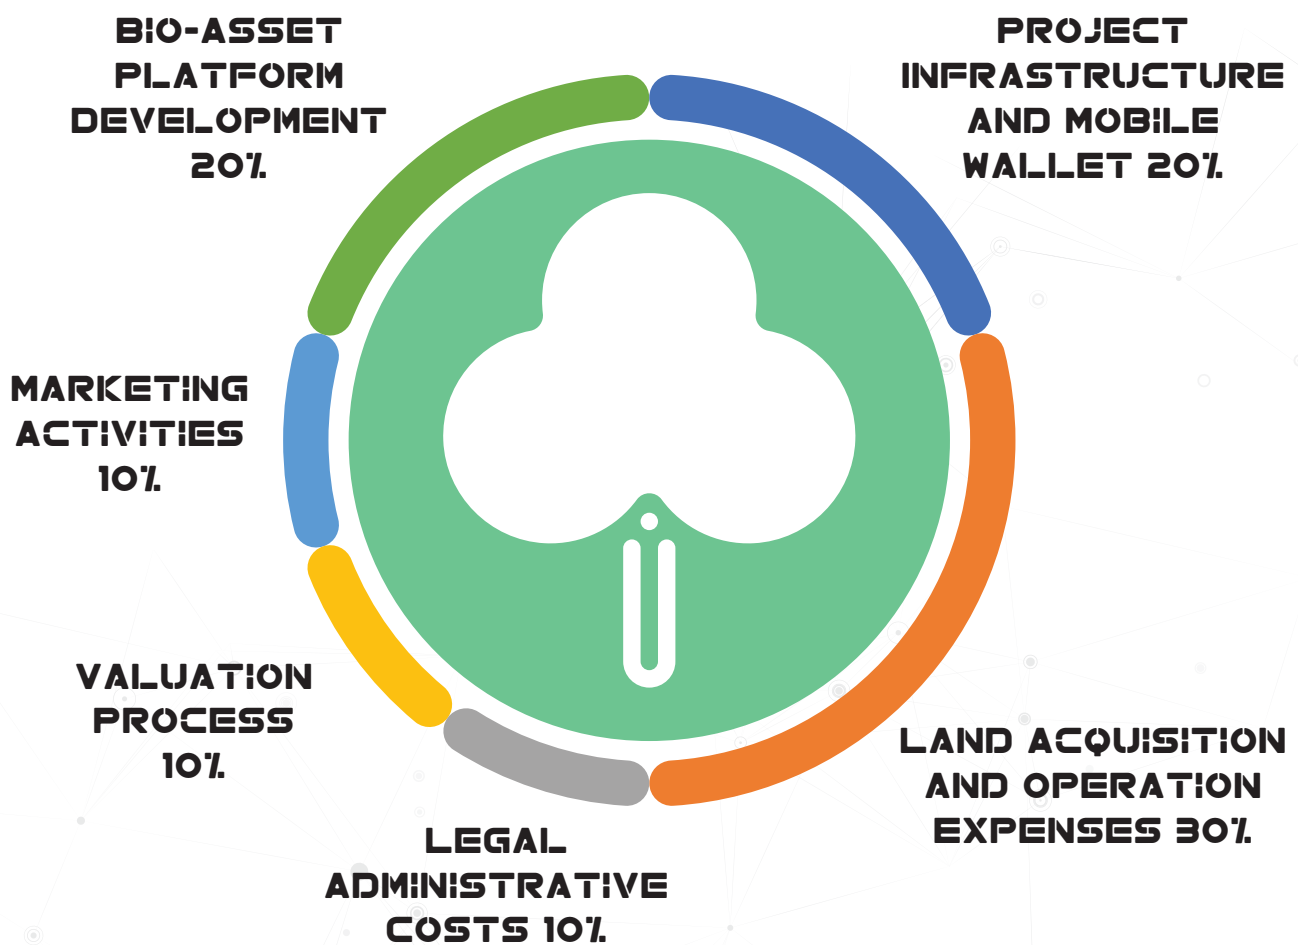 BIO-ASSET
PLATFORM
DEVELOPMENT
20%
PROJECT
INFRASTRUCTURE
AND MOBILE
WALLET 20%
MARKETING
ACTIVITIES
10%
VALUATION
PROCESS
10%
LAND ACQUISITION
AND OPERATION
EXPENSES 30%
LEGAL
ADMINISTRATIVE
COSTS 10%